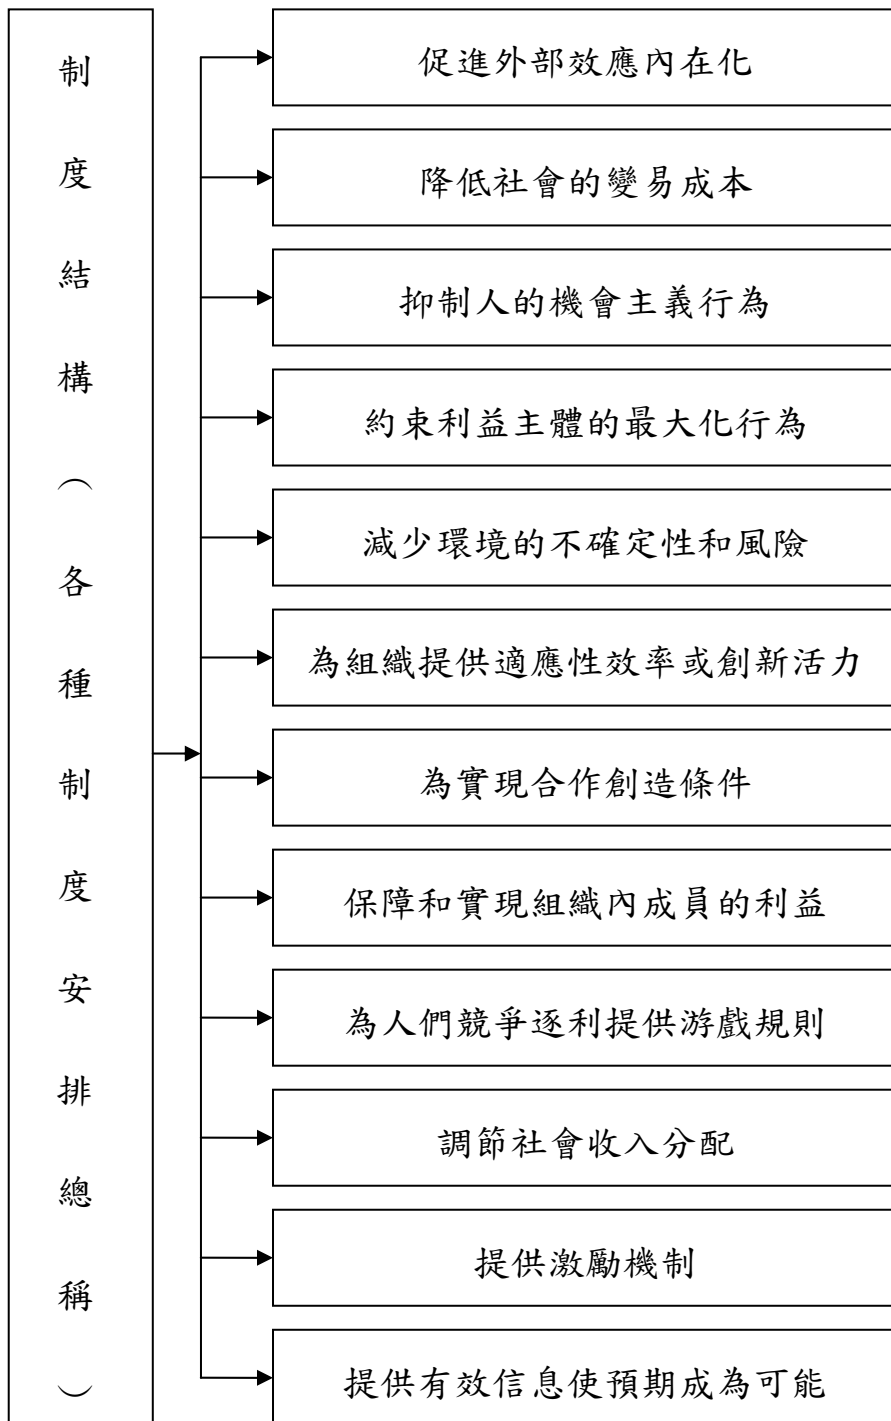 制度結構（各種制度安排總稱）
促進外部效應內在化
降低社會的變易成本
抑制人的機會主義行為
約束利益主體的最大化行為
減少環境的不確定性和風險
為組織提供適應性效率或創新活力
為實現合作創造條件
保障和實現組織內成員的利益
為人們競爭逐利提供游戲規則
調節社會收入分配
提供激勵機制
提供有效信息使預期成為可能